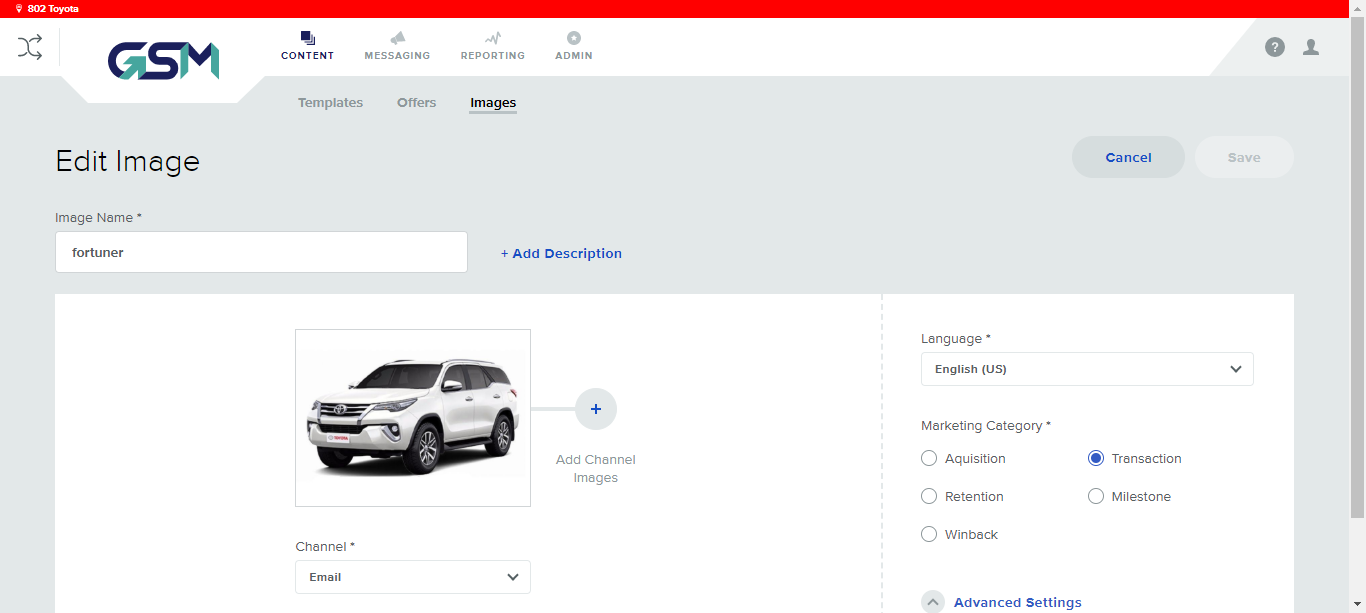 802 Toyota
GSM
CONTENT
MESSAGING
REPORTING
ADMIN
?
Templates
Offers
Images
Edit Image
Cancel
Save
Image Name *
fortuner
+ Add Description
TOYOTA
+
Add Channel
Images
Channel *
Email
Language *
English (US)
Marketing Category *
Aquisition
Transaction
Retention
Milestone
Winback
Advanced Settings